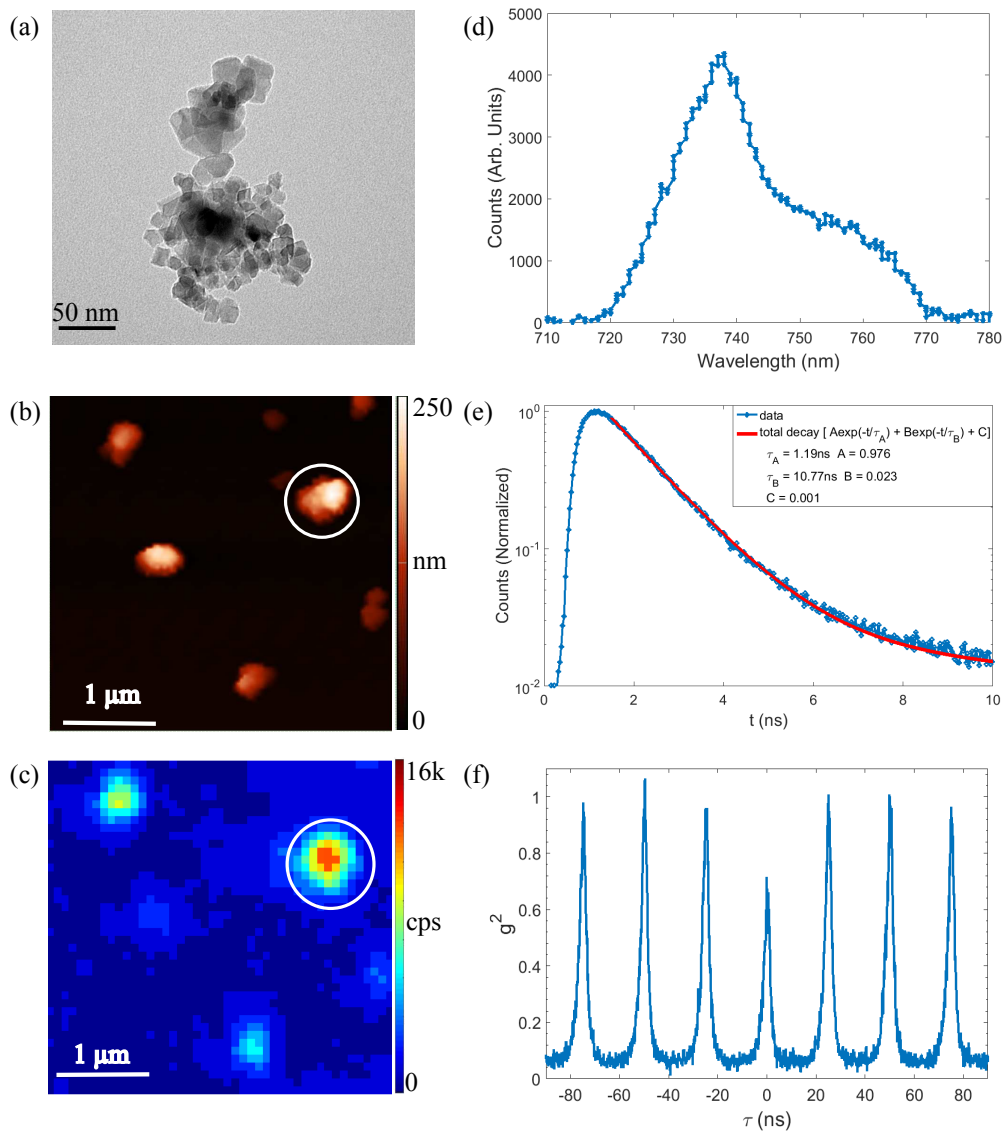 (a)
50 nm
(b)
250
nm
0
1 μm
(c)
16k
cps
0
1 μm
(d)
5000
4000
3000
2000
1000
0
710 720 730 740 750 760 770 780
Counts (Arb. Units)
Wavelength (nm)
(e)
10^0
10^-1
10^-2
0 2 4 6 8 10
Counts (Normalized)
t (ns)
data
total decay [ Aexp(-t/τ_A) + Bexp(-t/τ_B) + C]
τ_A = 1.19ns A = 0.976
τ_B = 10.77ns B = 0.023
C = 0.001
(f)
1
0.8
0.6
0.4
0.2
0
-80 -60 -40 -20 0 20 40 60 80
g^2
τ (ns)